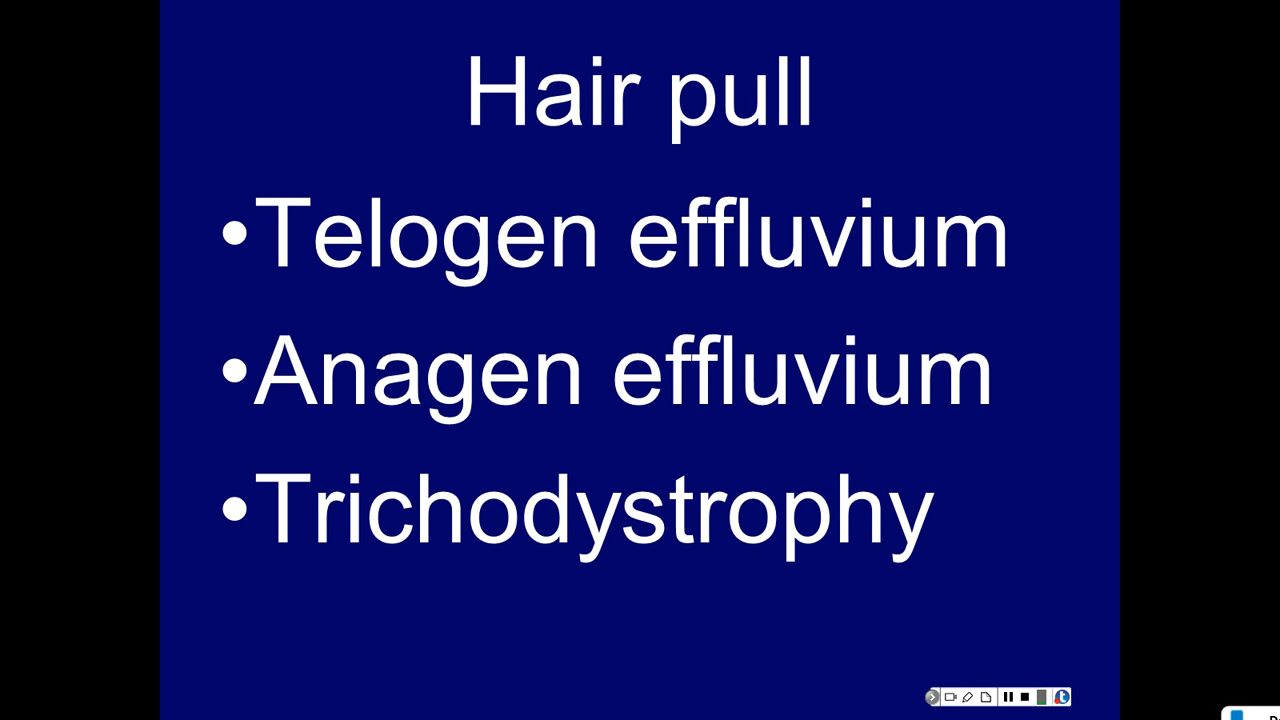 Hair pull
•Telogen effluvium
•Anagen effluvium
•Trichodystrophy